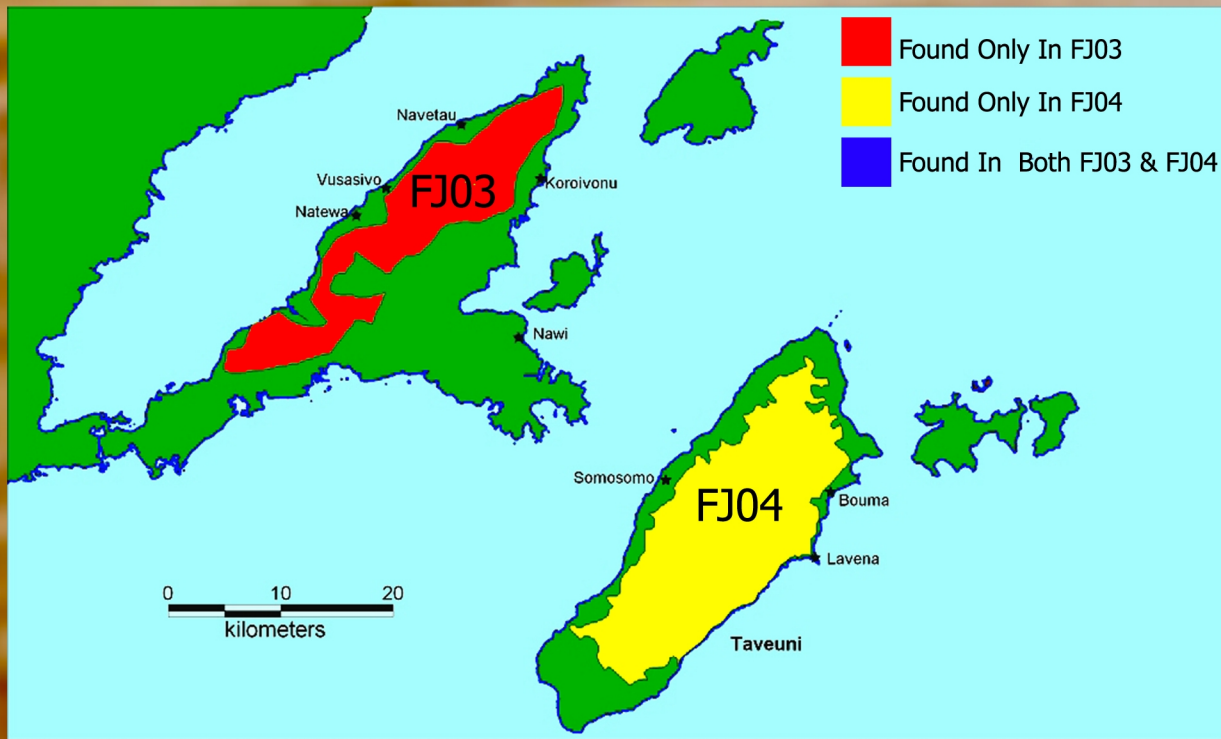 Found Only In FJ03
Found Only In FJ04
Found In Both FJ03 & FJ04
Navetau
Vusasivo
FJ03
Koroivonu
Natewa
Nawi
Somosomo
FJ04
Bouma
Lavena
0 10 20
kilometers
Taveuni